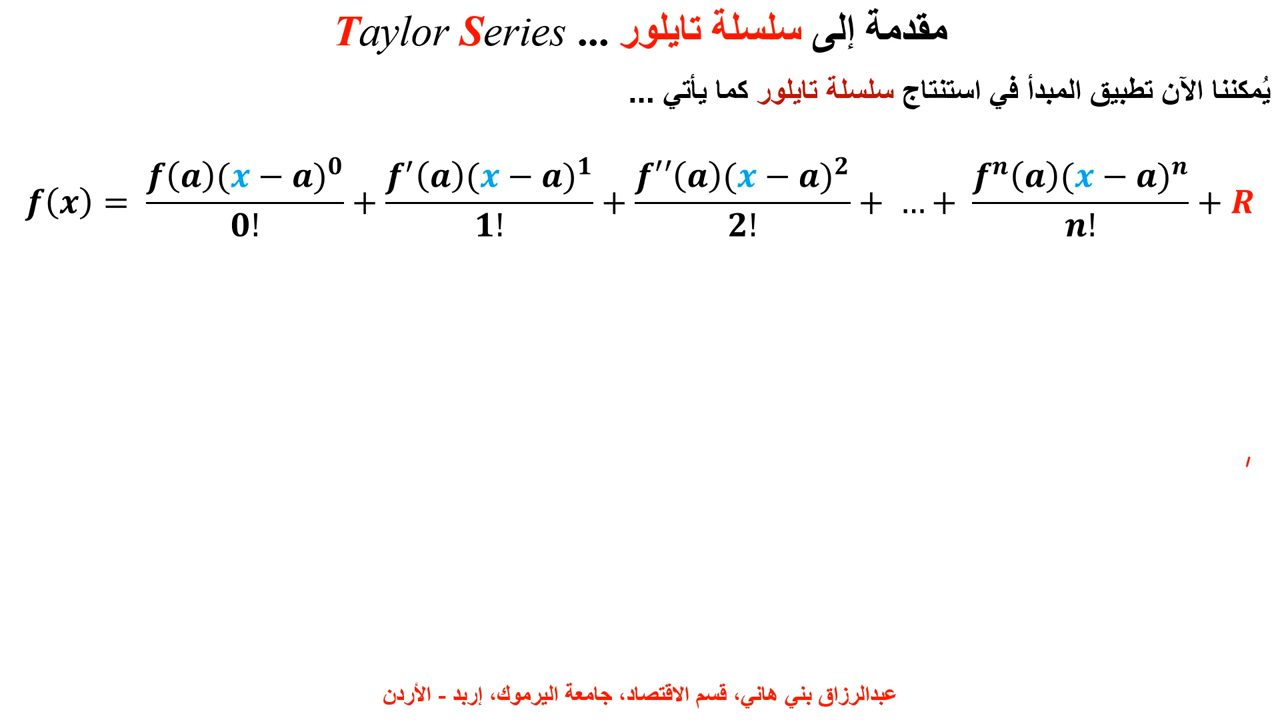 مقدمة إلى سلسلة تايلور ... Taylor Series
يُمكننا الآن تطبيق المبدأ في استنتاج سلسلة تايلور كما يأتي ...
f(x) = f(a)(x − a)^0 / 0! + f′(a)(x − a)^1 / 1! + f′′(a)(x − a)^2 / 2! + ... + f^n(a)(x − a)^n / n! + R
عبدالرزاق بني هاني، قسم الاقتصاد، جامعة اليرموك، إربد - الأردن